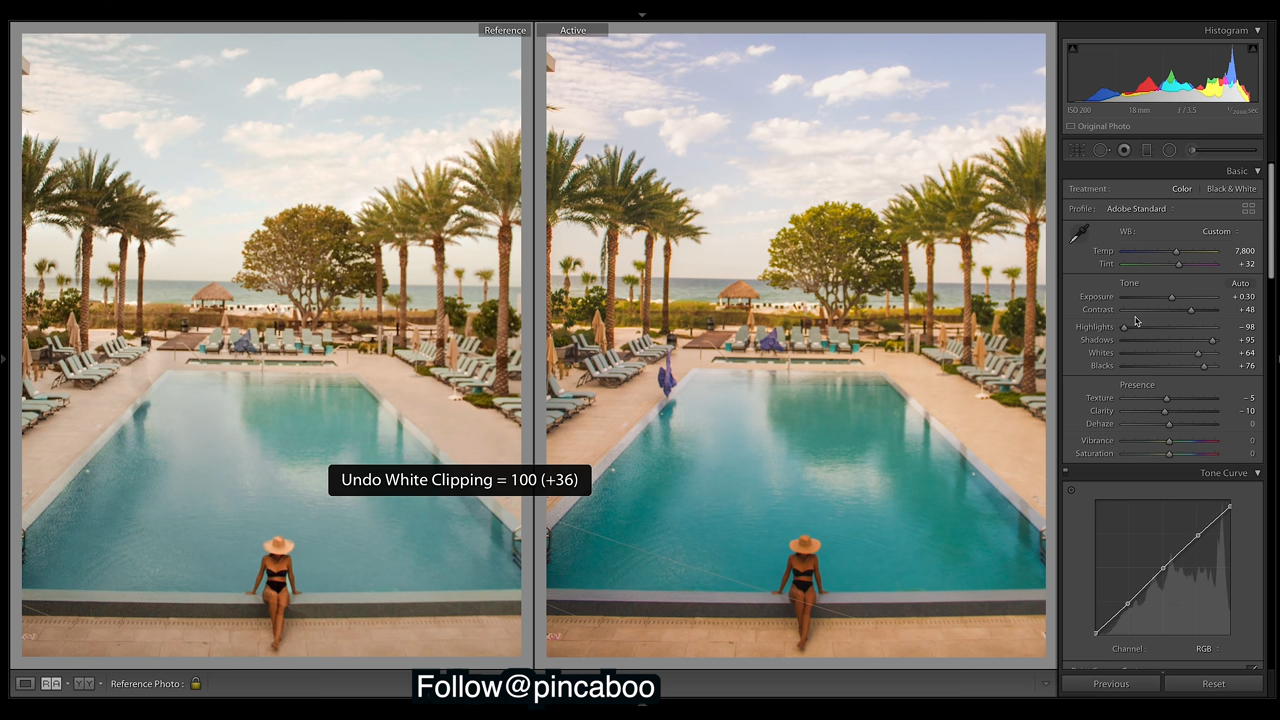 Reference
Active
Histogram
ISO 200 18 mm ƒ / 3.5 sec
Original Photo
Basic
Treatment : Color Black & White
Profile : Adobe Standard
WB : Custom
Temp 7,800
Tint + 32
Tone Auto
Exposure + 0.30
Contrast + 48
Highlights − 98
Shadows + 95
Whites + 64
Blacks + 76
Presence
Texture − 5
Clarity − 10
Dehaze 0
Vibrance 0
Saturation 0
Tone Curve
Channel : RGB
Undo White Clipping = 100 (+36)
R A Y Y Reference Photo :
Follow@pincaboo
Previous Reset